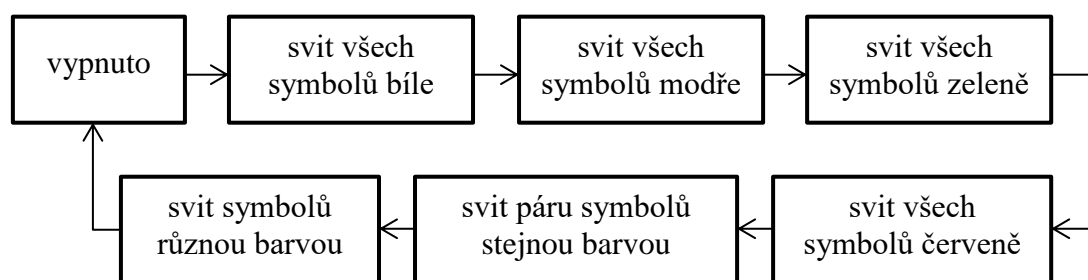 vypnuto
svit všech
symbolů bíle
svit všech
symbolů modře
svit všech
symbolů zeleně
svit symbolů
různou barvou
svit páru symbolů
stejnou barvou
svit všech
symbolů červeně